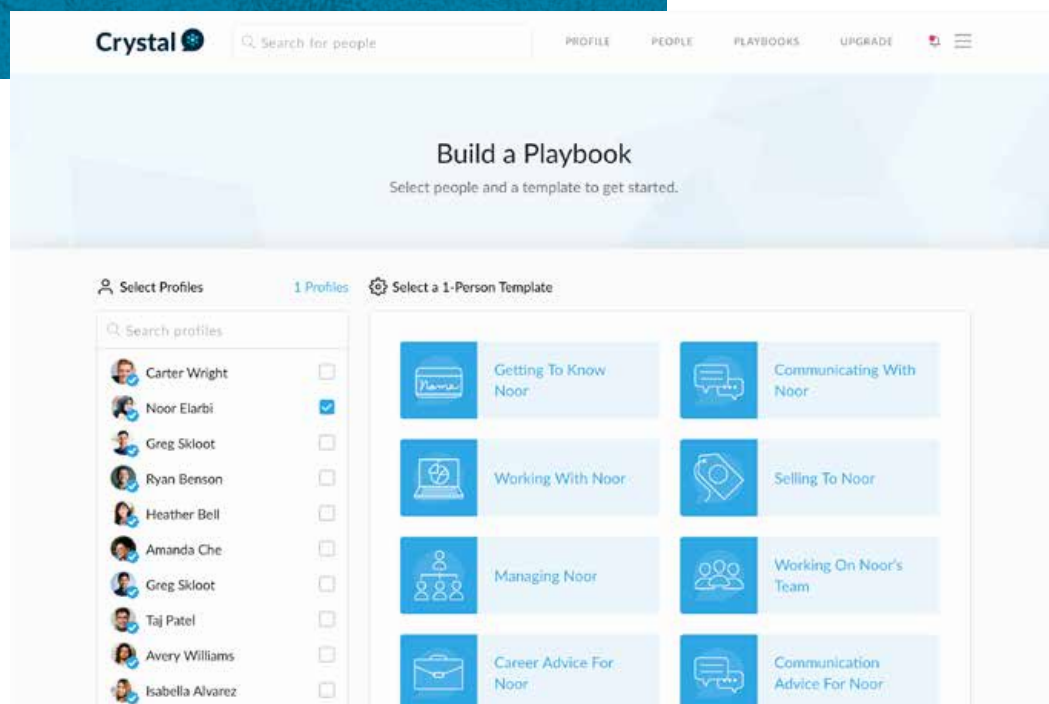 Crystal
Search for people
PROFILE
PEOPLE
PLAYBOOKS
UPGRADE
Build a Playbook
Select people and a template to get started.
Select Profiles
1 Profiles
Select a 1-Person Template
Search profiles
Carter Wright
Noor Elarbi
Greg Skloot
Ryan Benson
Heather Bell
Amanda Che
Greg Skloot
Taj Patel
Avery Williams
Isabella Alvarez
Name
Getting To Know
Noor
Communicating With
Noor
Working With Noor
Selling To Noor
Managing Noor
Working On Noor's
Team
Career Advice For
Noor
Communication
Advice For Noor